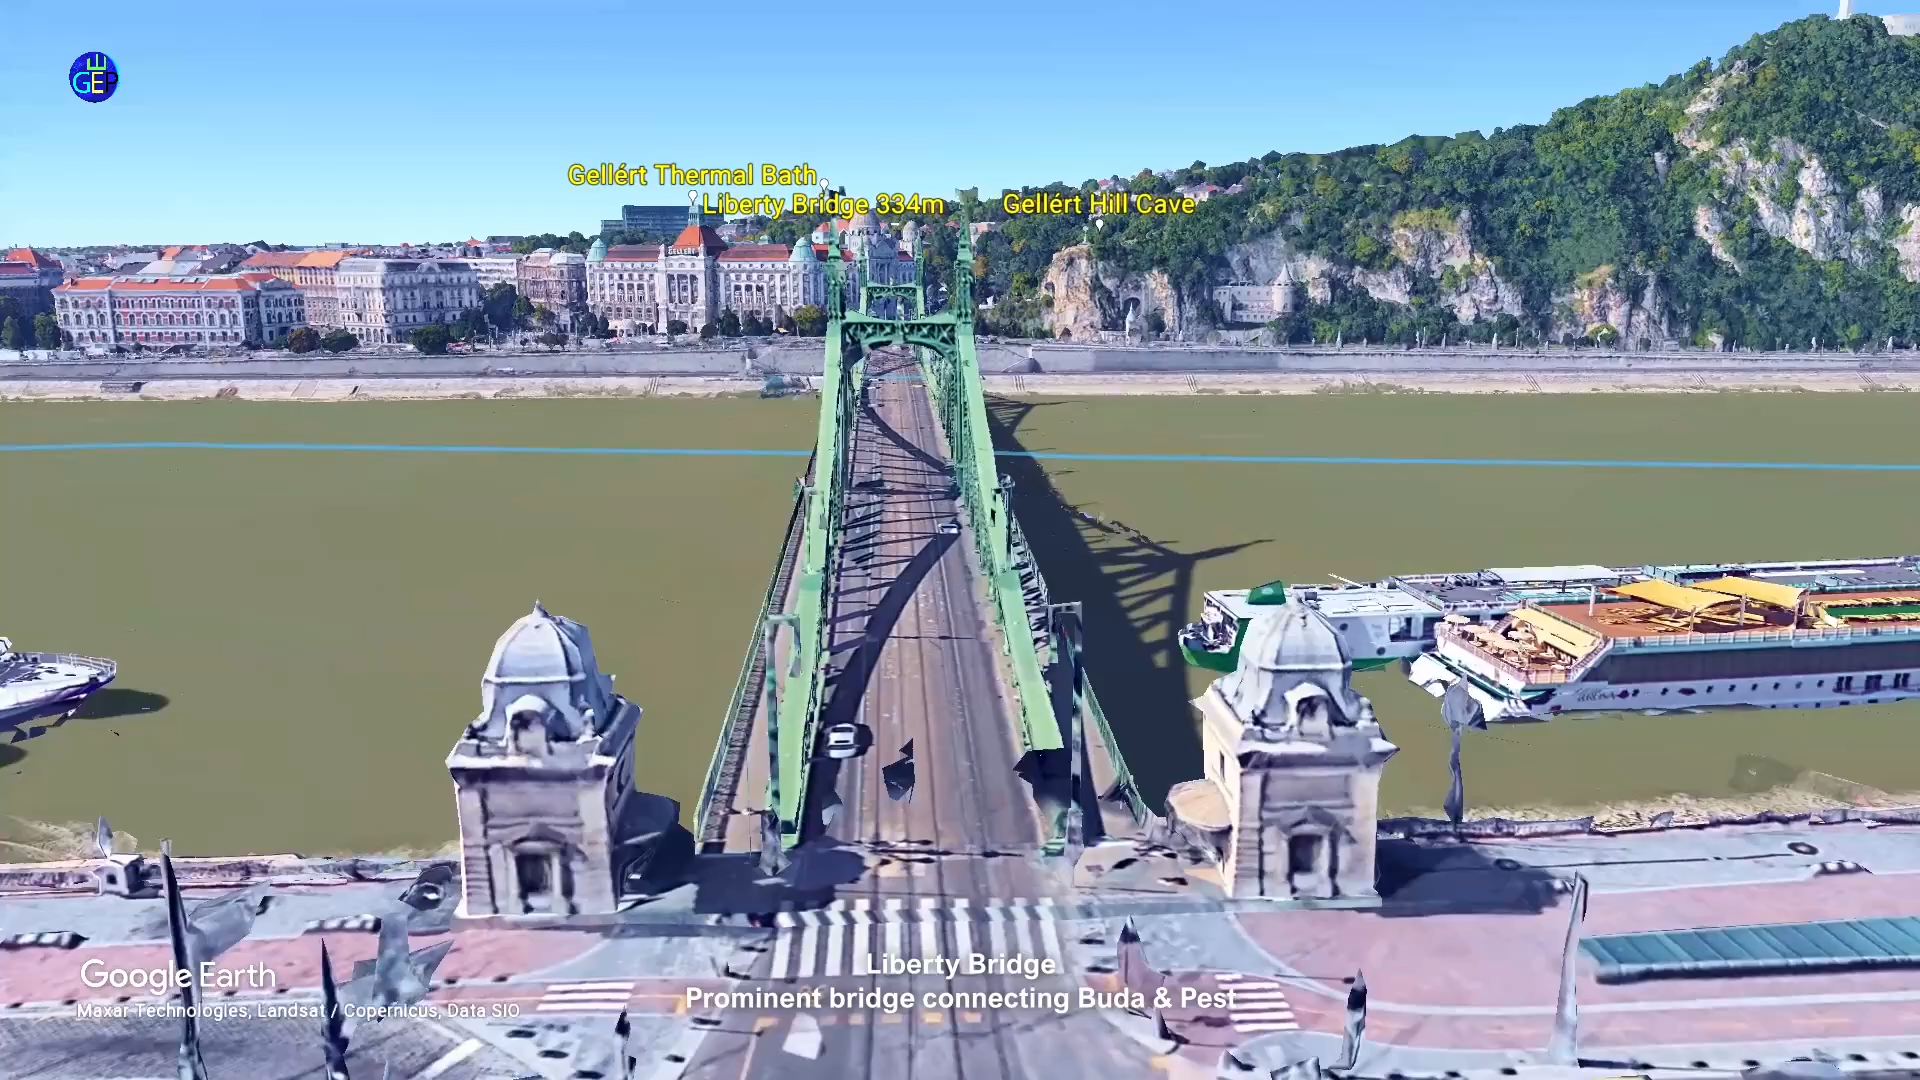 GEP
Gellért Thermal Bath
Liberty Bridge 334m
Gellért Hill Cave
GELLÉRT
Google Earth
Maxar Technologies, Landsat / Copernicus, Data SIO
Liberty Bridge
Prominent bridge connecting Buda & Pest